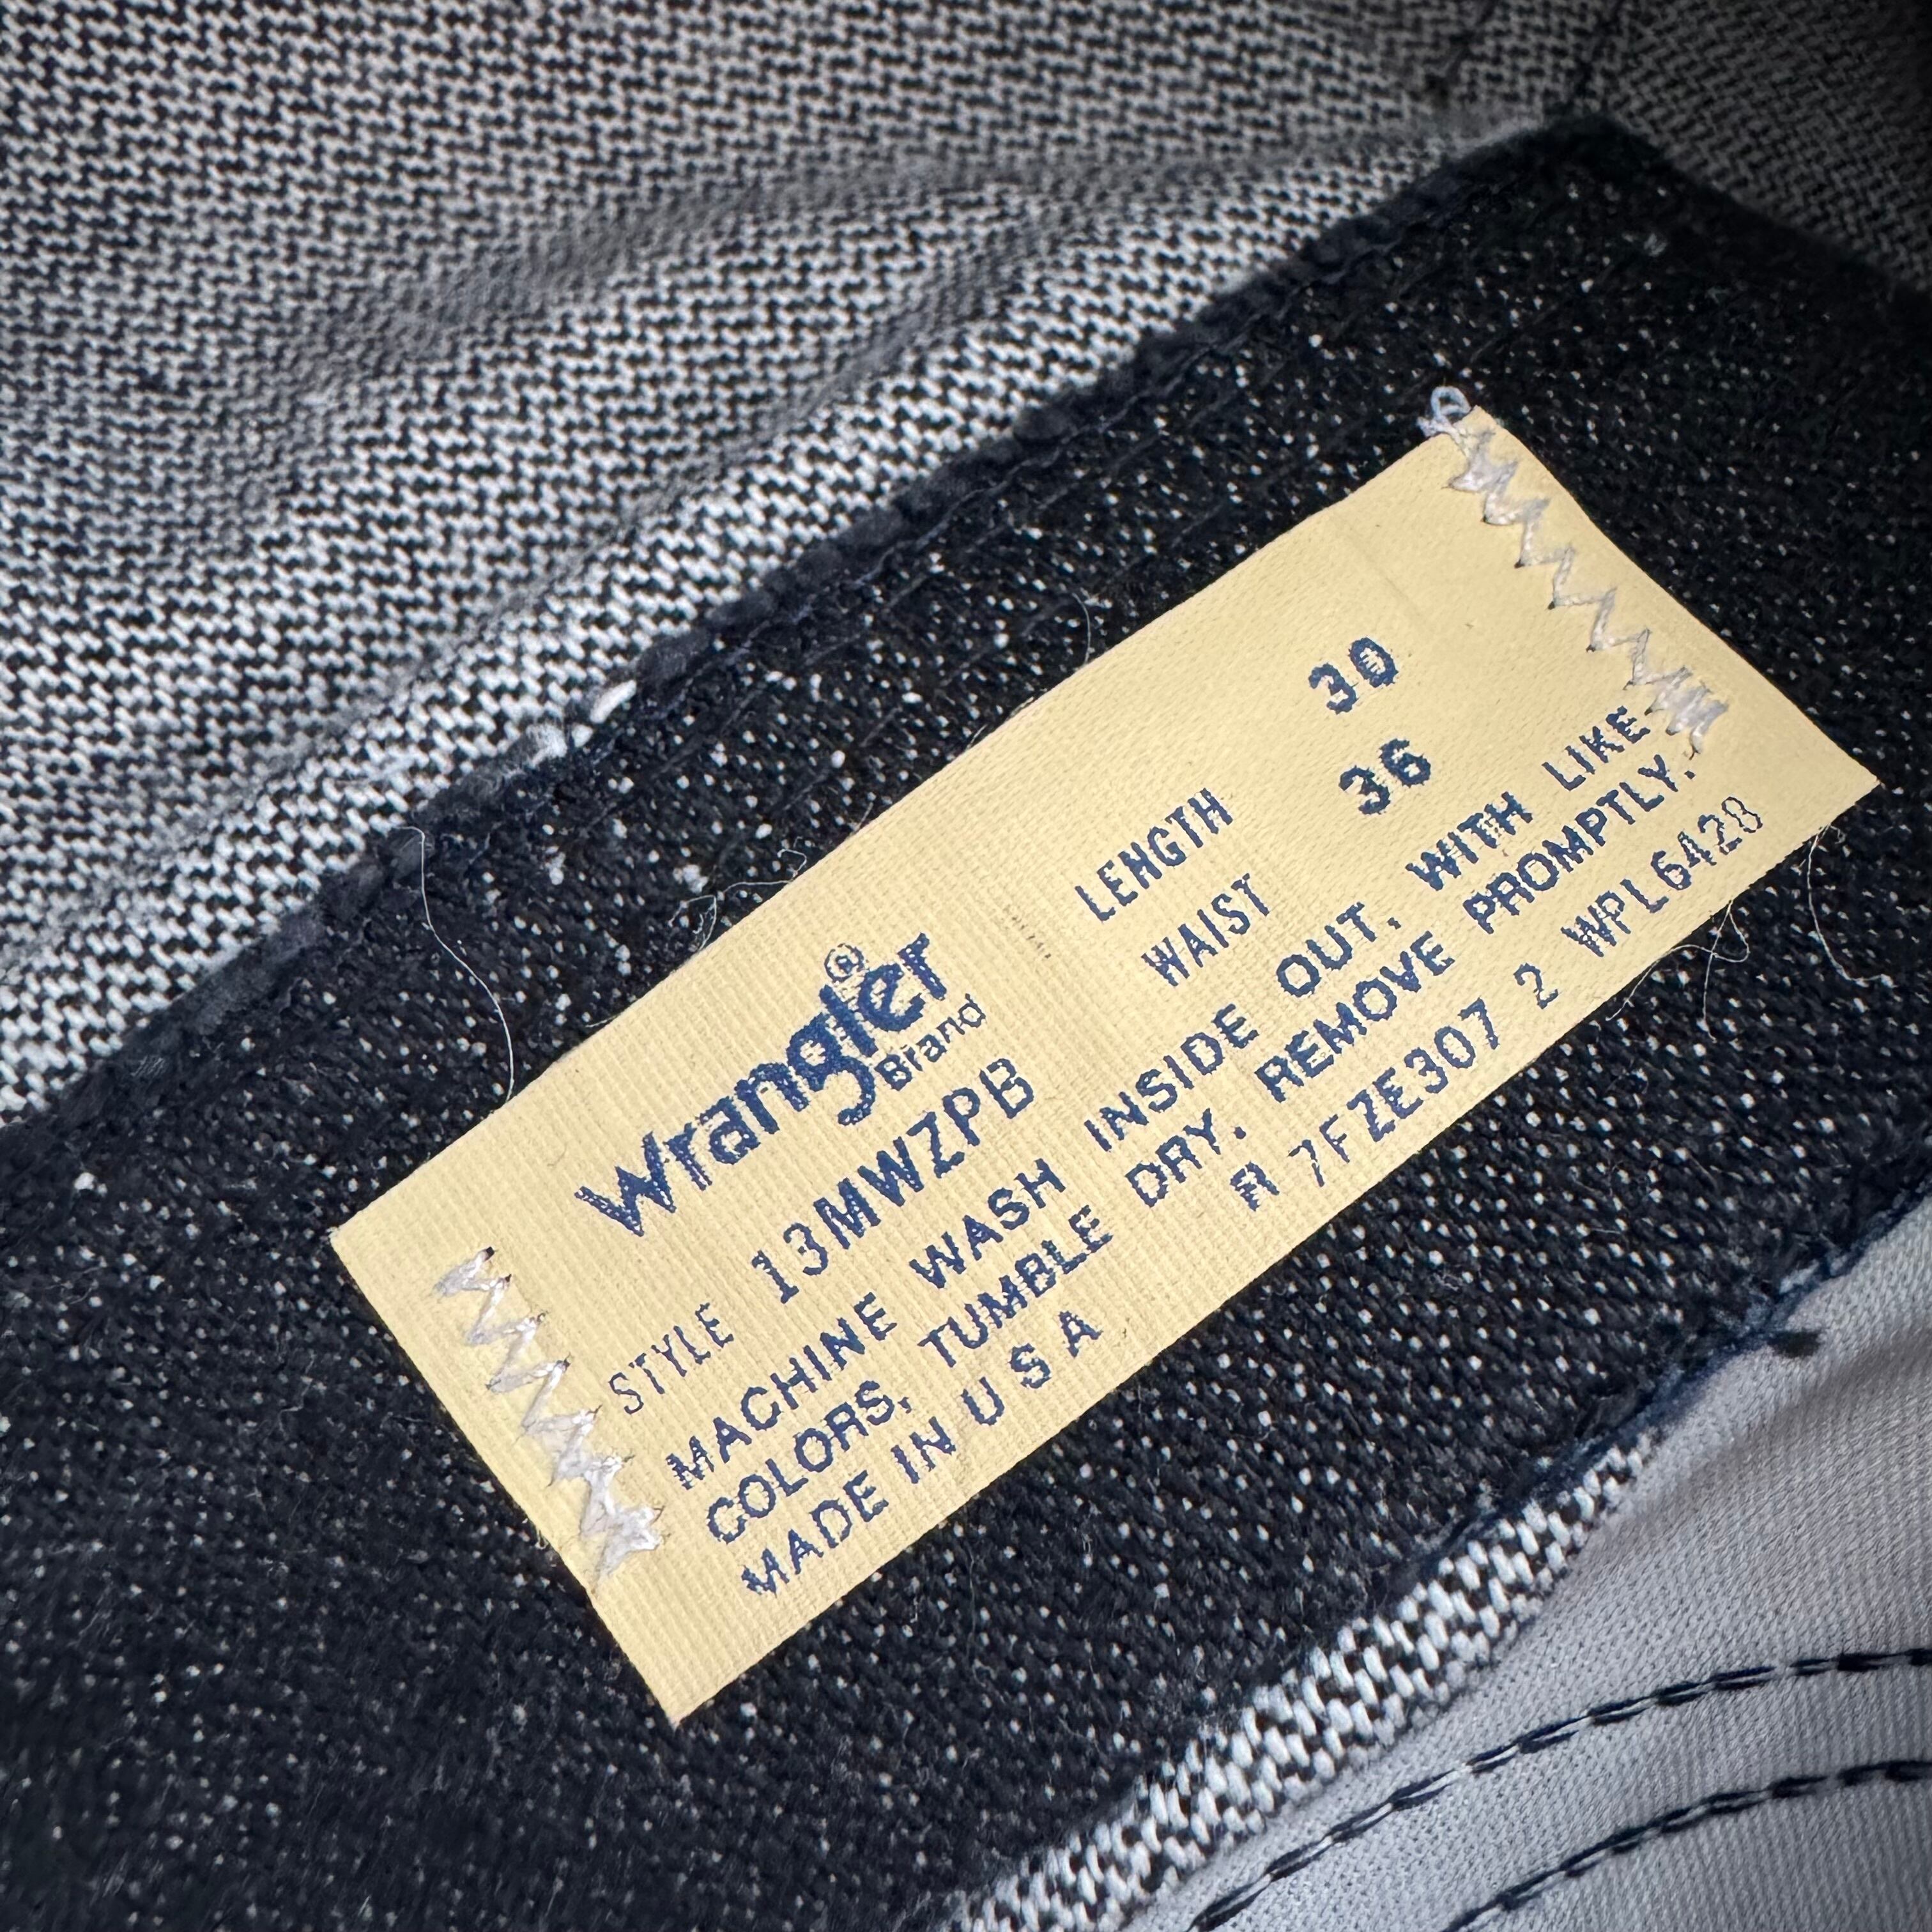 LENGTH 30
Wrangler®
Brand
WAIST 36
STYLE 13MWZPB
MACHINE WASH INSIDE OUT, WITH LIKE
COLORS, TUMBLE DRY. REMOVE PROMPTLY.
MADE IN U S A R 7FZE307 2 WPL6428